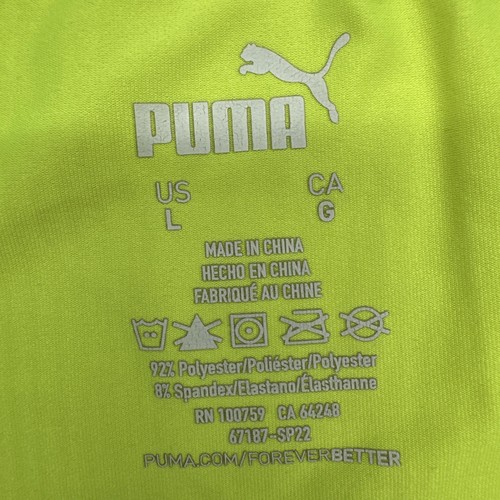 PUMA
US CA
L G
MADE IN CHINA
HECHO EN CHINA
FABRIQUÉ AU CHINE
92% Polyester/Poliéster/Polyester
8% Spandex/Elastano/Élasthanne
RN 100759 CA 64248
67187-SP22
PUMA.COM/FOREVERBETTER